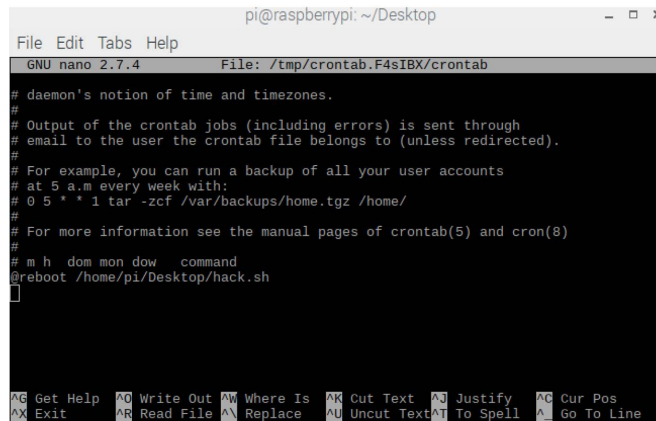 pi@raspberrypi: ~/Desktop
File Edit Tabs Help
GNU nano 2.7.4 File: /tmp/crontab.F4sIBX/crontab
# daemon's notion of time and timezones.
#
# Output of the crontab jobs (including errors) is sent through
# email to the user the crontab file belongs to (unless redirected).
#
# For example, you can run a backup of all your user accounts
# at 5 a.m every week with:
# 0 5 * * 1 tar -zcf /var/backups/home.tgz /home/
#
# For more information see the manual pages of crontab(5) and cron(8)
#
# m h  dom mon dow   command
@reboot /home/pi/Desktop/hack.sh
^G Get Help ^O Write Out ^W Where Is ^K Cut Text ^J Justify ^C Cur Pos
^X Exit ^R Read File ^\ Replace ^U Uncut Text ^T To Spell ^_ Go To Line